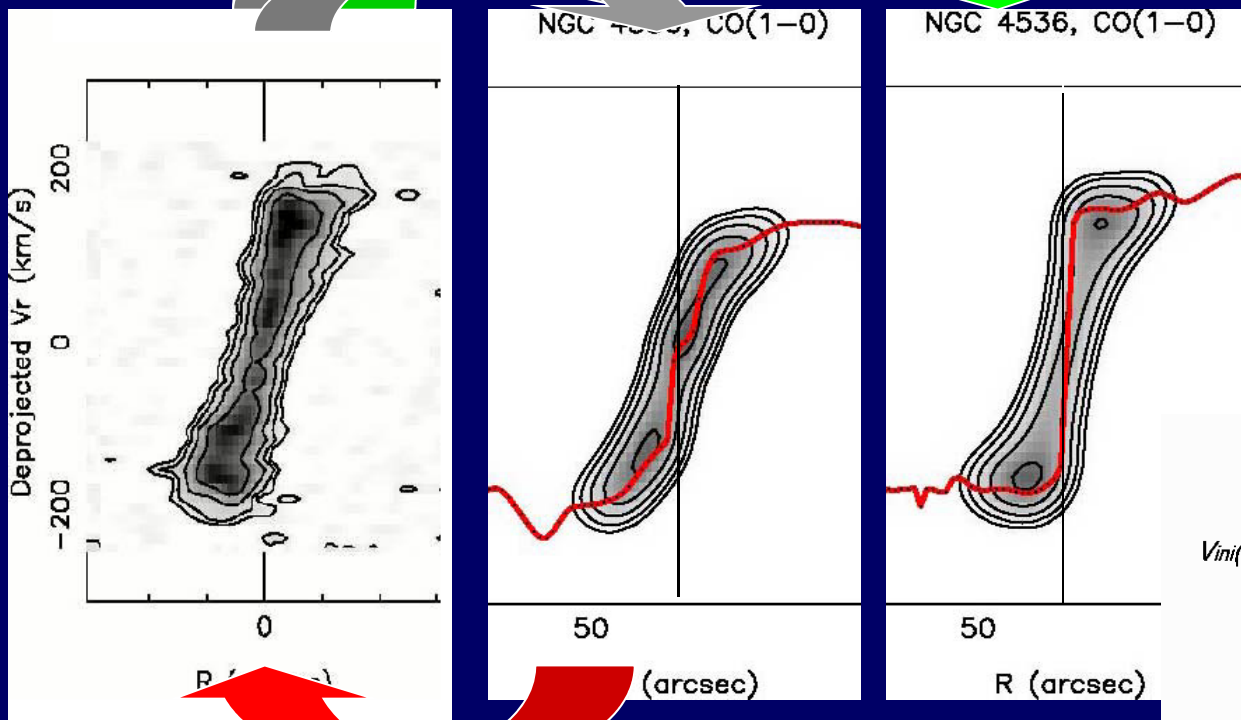 NGC CO(1−0)
NGC 4536, CO(1−0)
Deprojected Vr (km/s)
200
0
−200
0
50
50
R
(arcsec)
R (arcsec)
Vini(